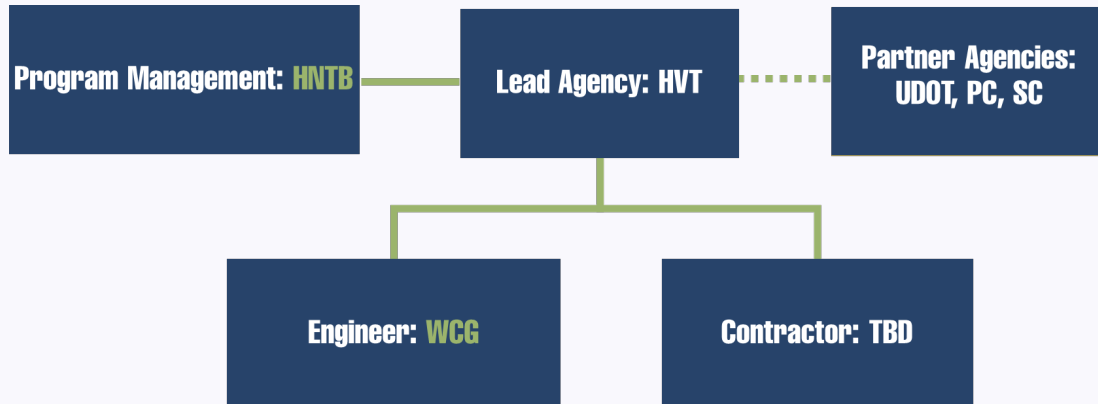 Program Management: HNTB
Lead Agency: HVT
Partner Agencies:
UDOT, PC, SC
Engineer: WCG
Contractor: TBD